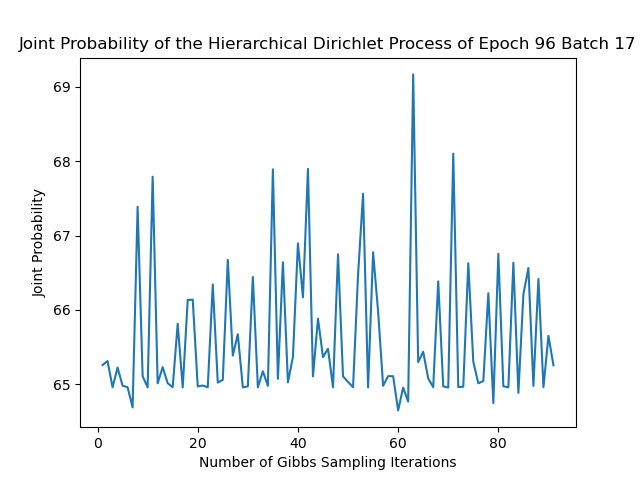 Joint Probability of the Hierarchical Dirichlet Process of Epoch 96 Batch 17
69
68
67
66
65
Joint Probability
0 20 40 60 80
Number of Gibbs Sampling Iterations